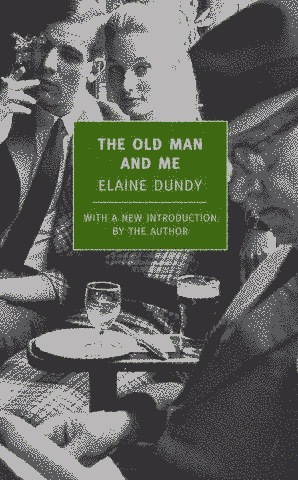 THE OLD MAN
AND ME
ELAINE DUNDY
WITH A NEW INTRODUCTION
BY THE AUTHOR